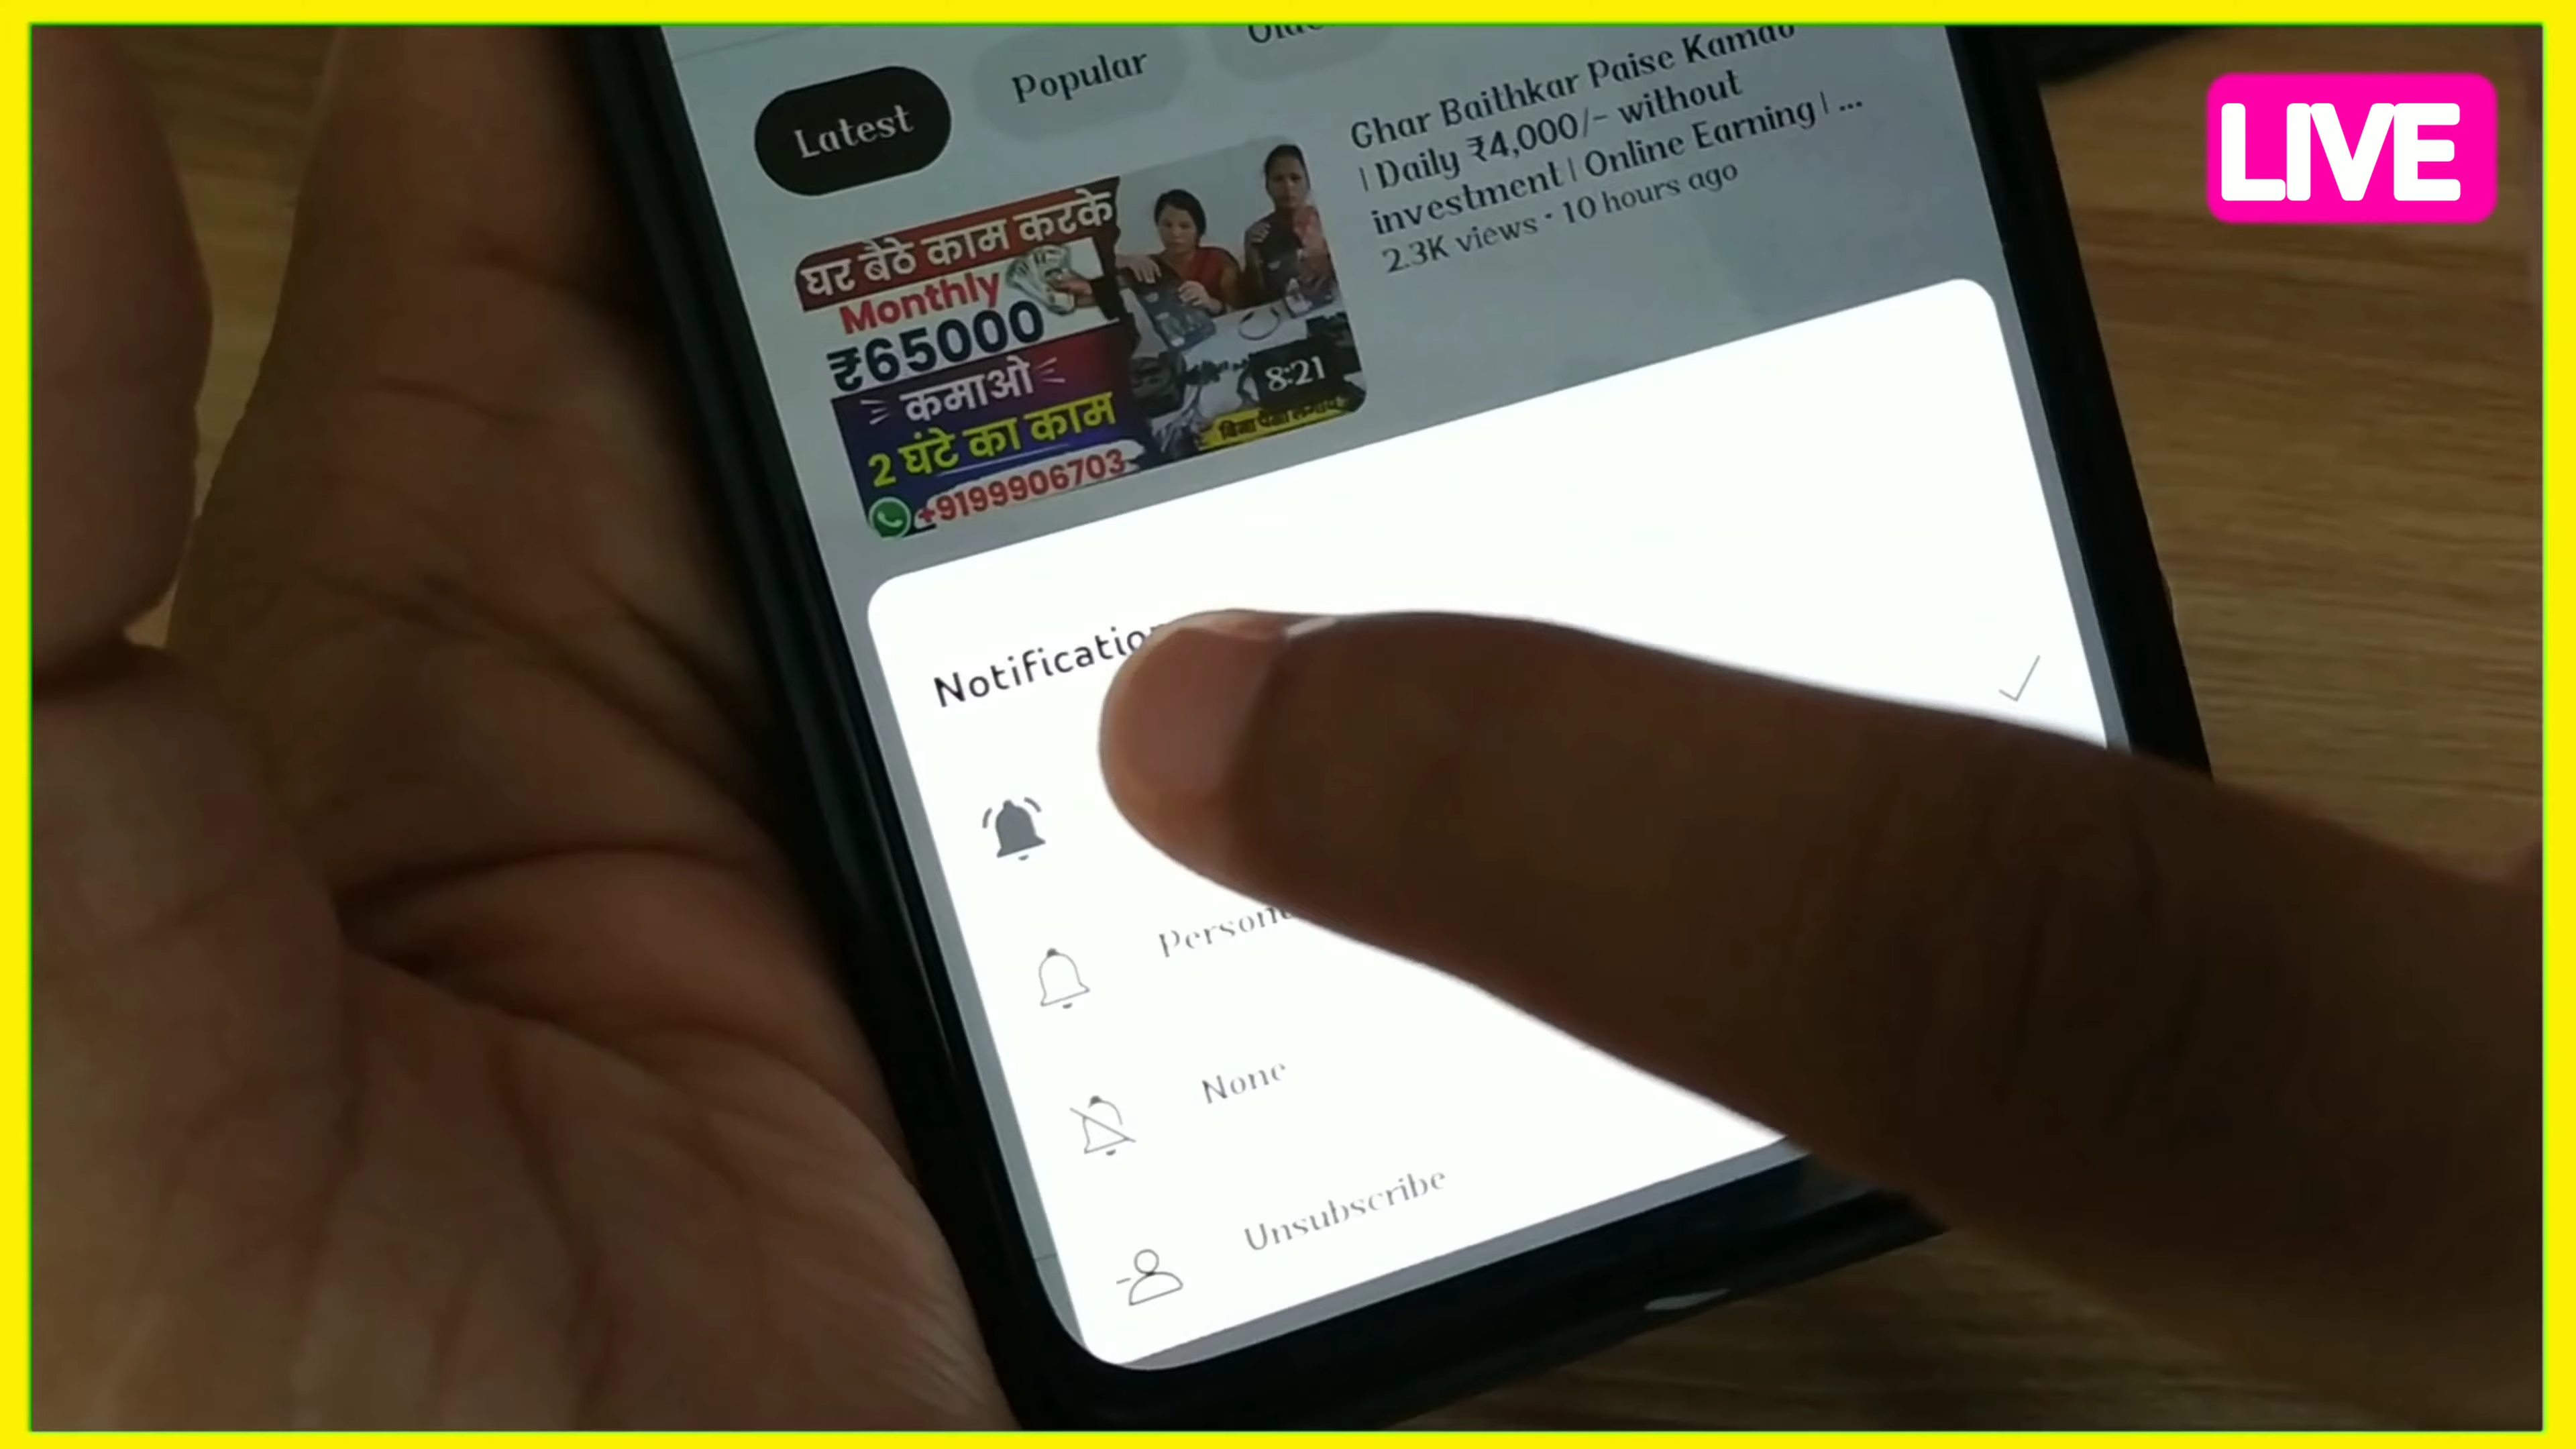 LIVE
Latest
Popular
Ghar Baithkar Paise Kamao
| Daily ₹4,000/- without
investment | Online Earning | ...
2.3K views · 10 hours ago
घर बैठे काम करके
Monthly
₹65000
कमाओ
2 घंटे का काम
+9199906703
8:21
बिना पैसा लगाये
None
Unsubscribe